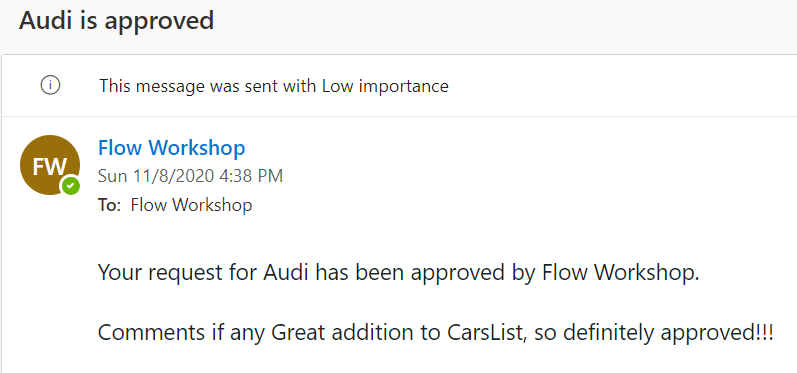 Audi is approved
This message was sent with Low importance
FW
Flow Workshop
Sun 11/8/2020 4:38 PM
To: Flow Workshop
Your request for Audi has been approved by Flow Workshop.
Comments if any Great addition to CarsList, so definitely approved!!!